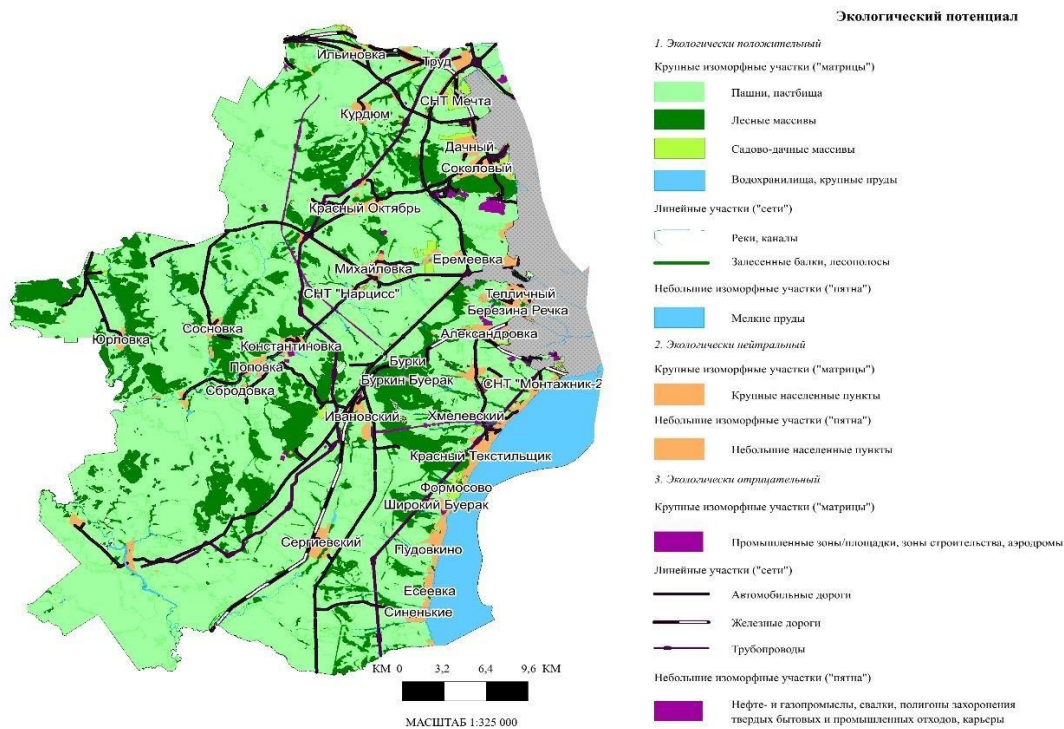 Экологический потенциал
1. Экологически положительный
Крупные изоморфные участки ("матрицы")
Пашни, пастбища
Лесные массивы
Садово-дачные массивы
Водохранилища, крупные пруды
Линейные участки ("сети")
Реки, каналы
Залесенные балки, лесополосы
Небольшие изоморфные участки ("пятна")
Мелкие пруды
2. Экологически нейтральный
Крупные изоморфные участки ("матрицы")
Крупные населенные пункты
Небольшие изоморфные участки ("пятна")
Небольшие населенные пункты
3. Экологически отрицательный
Крупные изоморфные участки ("матрицы")
Промышленные зоны/площадки, зоны строительства, аэродромы
Линейные участки ("сети")
Автомобильные дороги
Железные дороги
Трубопроводы
Небольшие изоморфные участки ("пятна")
Нефте- и газопромыслы, свалки, полигоны захоронения
твердых бытовых и промышленных отходов, карьеры
Ильиновка
Труд
СНТ Мечта
Курдюм
Дачный
Соколовый
Красный Октябрь
Еремеевка
Михайловка
СНТ "Нарцисс"
Тепличный
Березина Речка
Сосновка
Александровка
Юрловка
Константиновка
Бурки
Поповка
Буркин Буерак
СНТ "Монтажник-2
Сбродовка
Ивановский
Хмелевский
Красный Текстильщик
Формосово
Широкий Буерак
Сергиевский
Пудовкино
Есеевка
Синенькие
КМ 0 3,2 6,4 9,6 КМ
МАСШТАБ 1:325 000